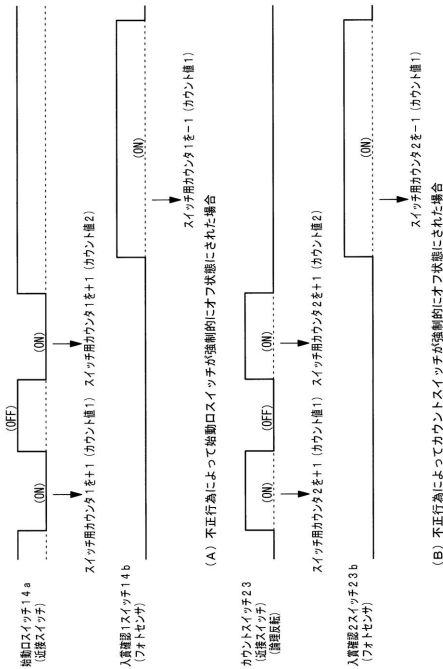 始動口スイッチ14a
(近接スイッチ)
(OFF)
(ON)
(ON)
スイッチ用カウンタ1を+1 (カウント値1)
スイッチ用カウンタ1を+1 (カウント値2)
入賞確認1スイッチ14b
(フォトセンサ)
(ON)
スイッチ用カウンタ1を−1 (カウント値1)
(A) 不正行為によって始動口スイッチが強制的にオフ状態にされた場合
カウントスイッチ23
(近接スイッチ)
(論理反転)
(ON)
(OFF)
(ON)
スイッチ用カウンタ2を+1 (カウント値1)
スイッチ用カウンタ2を+1 (カウント値2)
入賞確認2スイッチ23b
(フォトセンサ)
(ON)
スイッチ用カウンタ2を−1 (カウント値1)
(B) 不正行為によってカウントスイッチが強制的にオフ状態にされた場合